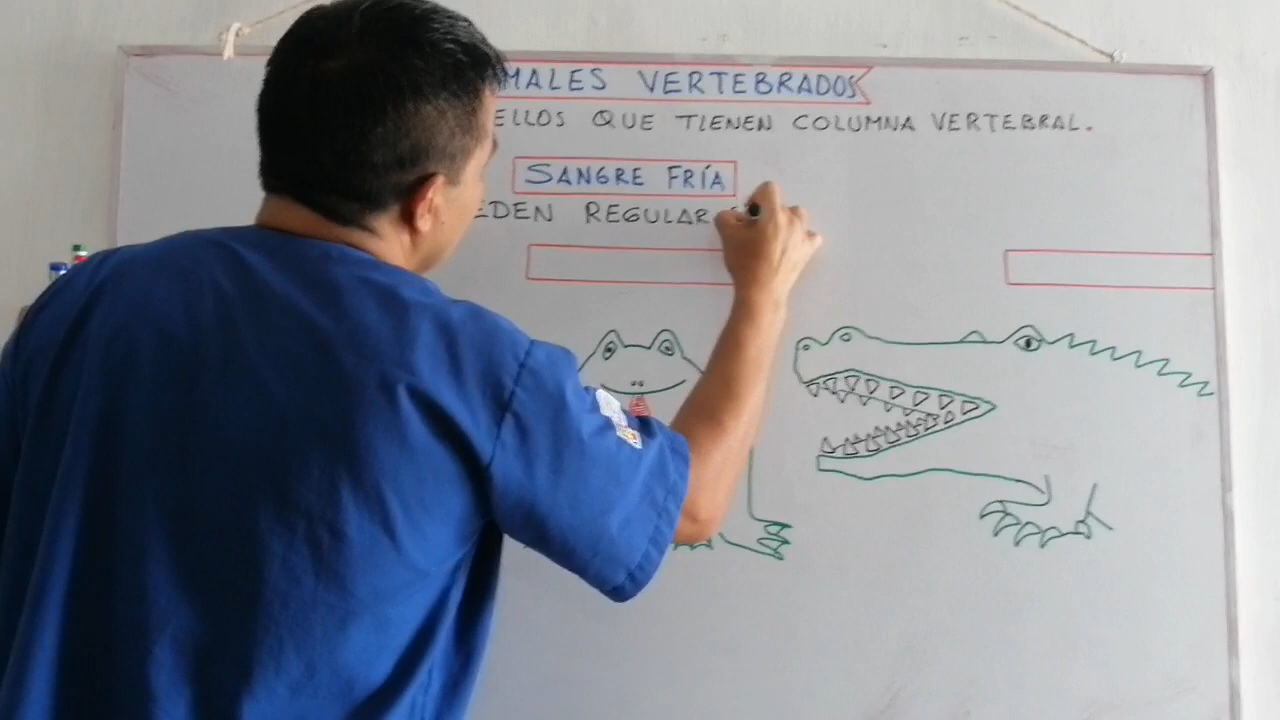 MALES VERTEBRADOS
ELLOS QUE TIENEN COLUMNA VERTEBRAL.
SANGRE FRÍA
EDEN REGULAR